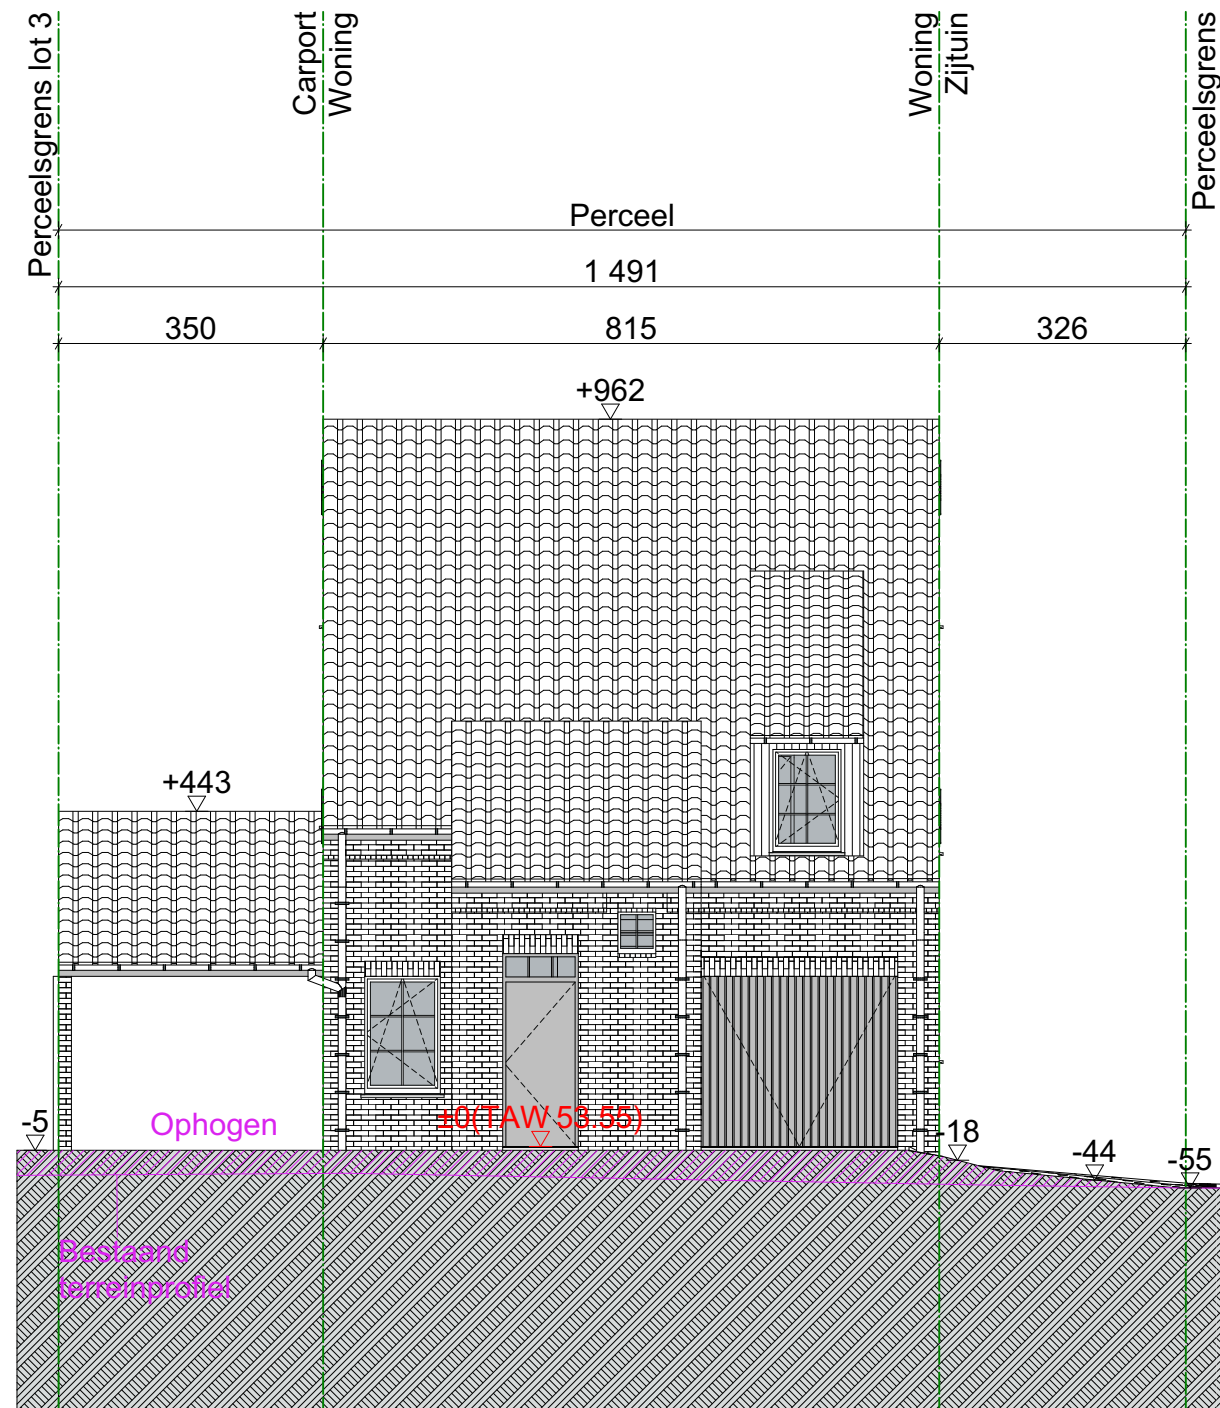 Perceelsgrens lot 3
Carport
Woning
Woning
Zijtuin
Perceelsgrens
Perceel
1 491
350
815
326
+962
+443
-5
Ophogen
±0(TAW 53.55)
-18
-44
-55
Bestaand
terreinprofiel